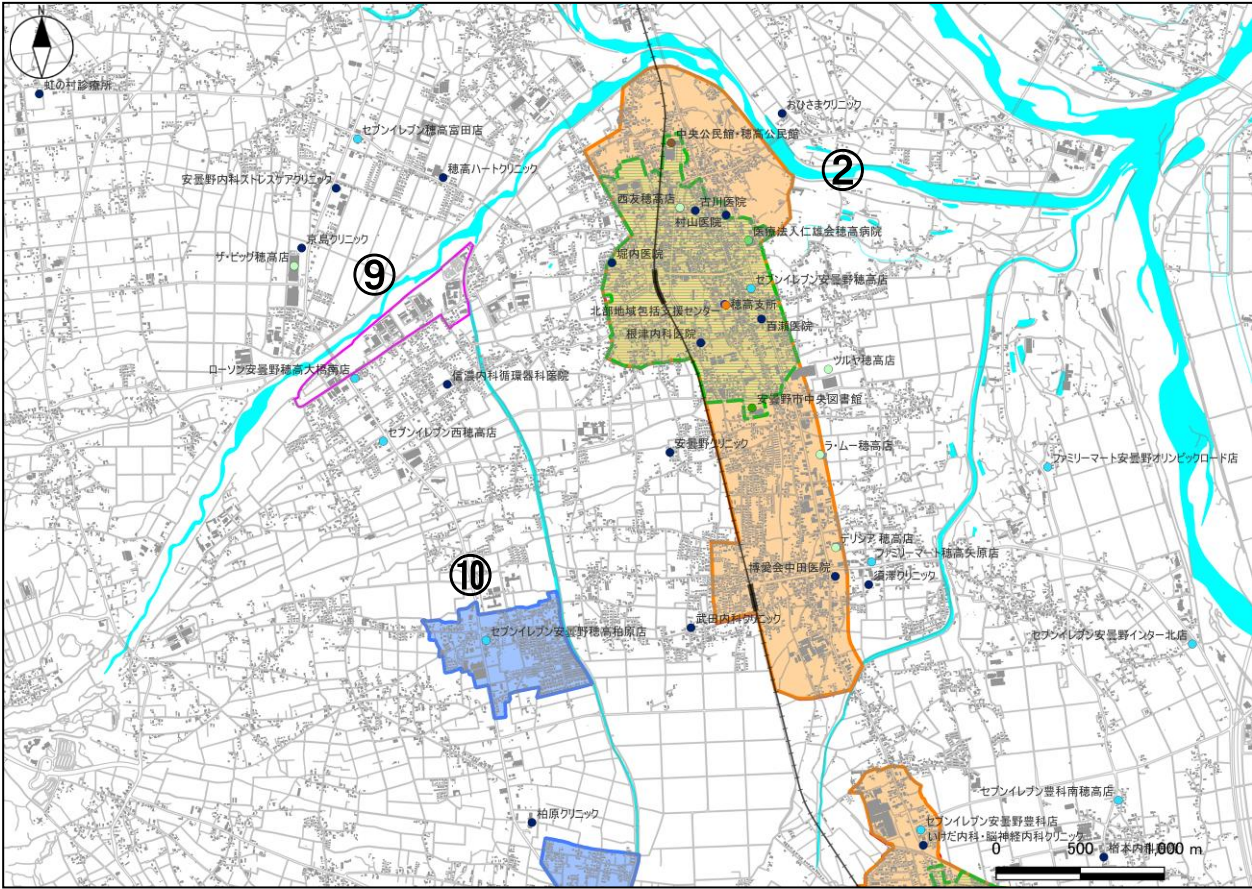 N
虹の村診療所
おひさまクリニック
セブンイレブン穂高富田店
中央公民館・穂高公民館
②
穂高ハートクリニック
安曇野内科ストレスケアクリニック
西友穂高店
古川医院
村山医院
医療法人仁雄会穂高病院
京島クリニック
ザ・ビッグ穂高店
堀内医院
⑨
セブンイレブン安曇野穂高店
穂高支所
北部地域包括支援センター
百瀬医院
根津内科医院
ツルヤ穂高店
ローソン安曇野穂高大橋南店
信濃内科循環器科医院
安曇野市中央図書館
セブンイレブン西穂高店
安曇野クリニック
ラ・ムー穂高店
ファミリーマート安曇野オリンピックロード店
デリシア穂高店
ファミリーマート穂高矢原店
⑩
博愛会中田医院
須澤クリニック
武田内科クリニック
セブンイレブン安曇野穂高柏原店
セブンイレブン安曇野インター北店
セブンイレブン豊科南穂高店
柏原クリニック
セブンイレブン安曇野豊科店
いけだ内科・脳神経内科クリニック
0 500 1,000 m